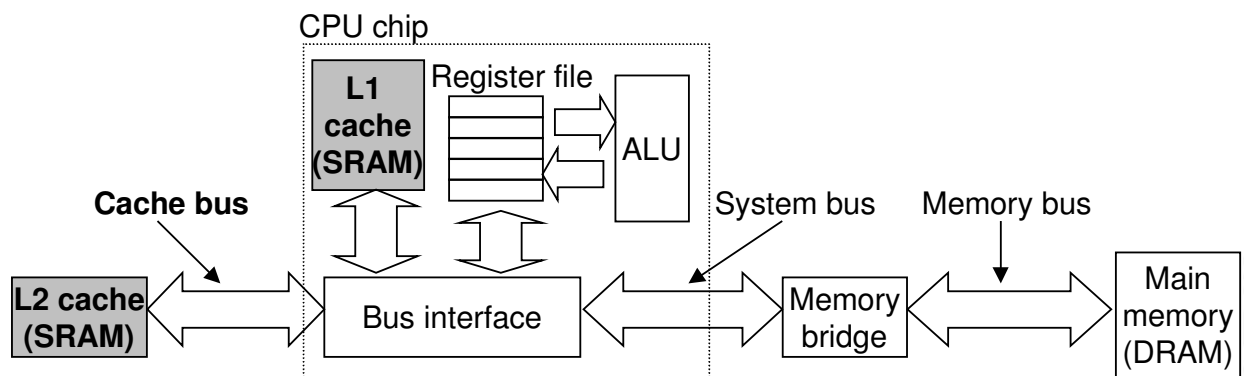 CPU chip
L1
cache
(SRAM)
Register file
ALU
Cache bus
System bus
Memory bus
L2 cache
(SRAM)
Bus interface
Memory
bridge
Main
memory
(DRAM)